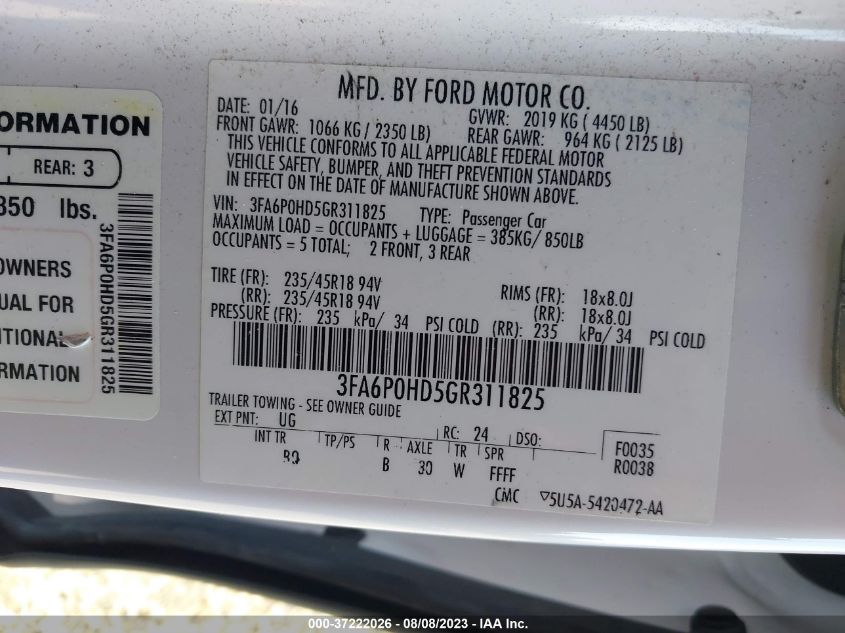 ORMATION
REAR: 3
850 lbs.
OWNERS
UAL FOR
ITIONAL
RMATION
3FA6P0HD5GR311825
MFD. BY FORD MOTOR CO.
DATE: 01/16 GVWR: 2019 KG ( 4450 LB)
FRONT GAWR: 1066 KG / 2350 LB) REAR GAWR: 964 KG ( 2125 LB)
THIS VEHICLE CONFORMS TO ALL APPLICABLE FEDERAL MOTOR
VEHICLE SAFETY, BUMPER, AND THEFT PREVENTION STANDARDS
IN EFFECT ON THE DATE OF MANUFACTURE SHOWN ABOVE.
VIN: 3FA6P0HD5GR311825 TYPE: Passenger Car
MAXIMUM LOAD = OCCUPANTS + LUGGAGE = 385KG/ 850LB
OCCUPANTS = 5 TOTAL; 2 FRONT, 3 REAR
TIRE (FR): 235/45R18 94V RIMS (FR): 18x8.0J
(RR): 235/45R18 94V (RR): 18x8.0J
PRESSURE (FR): 235 kPa/ 34 PSI COLD (RR): 235 kPa/ 34 PSI COLD
3FA6P0HD5GR311825
TRAILER TOWING - SEE OWNER GUIDE
EXT PNT: UG RC: 24 DSO: F0035
INT TR TP/PS R AXLE TR SPR R0038
B 30 W FFFF
CMC 5U5A-5420472-AA
000-37222026 - 08/08/2023 - IAA Inc.